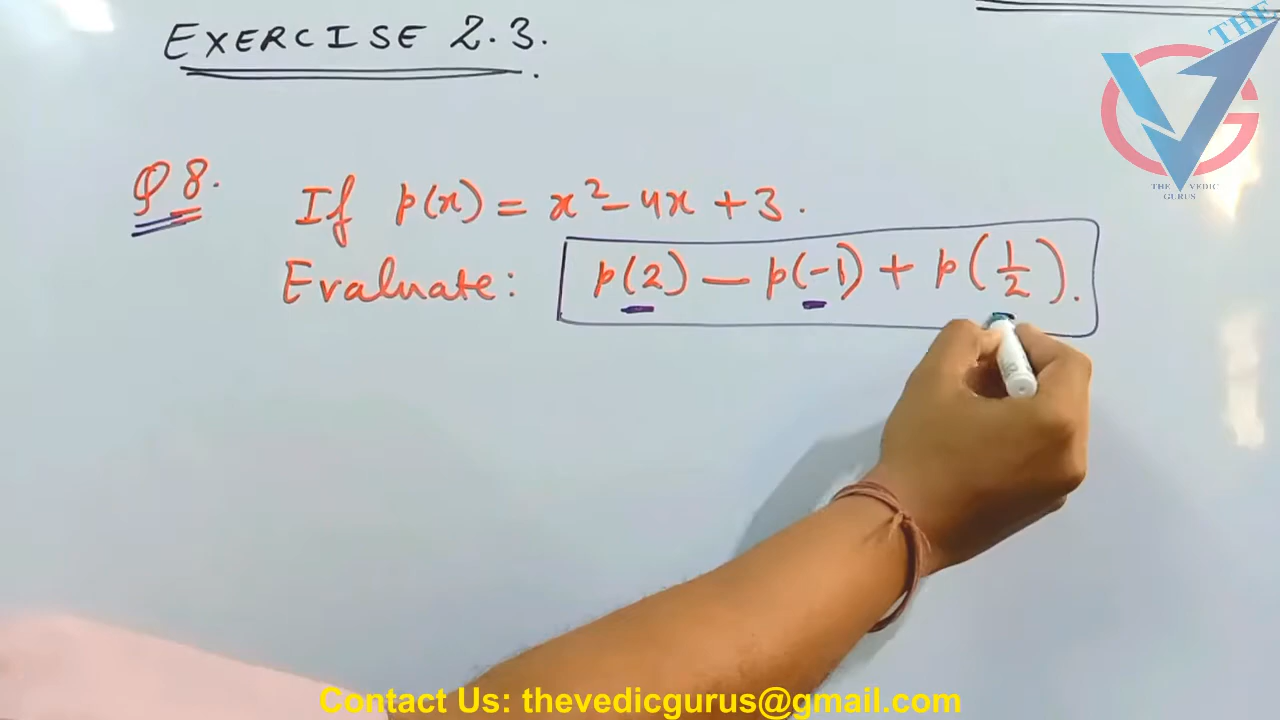 EXERCISE 2.3.
THE
THE VEDIC
GURUS
Q 8. If p(x) = x² - 4x + 3.
Evaluate: p(2) - p(-1) + p(1/2).
Contact Us: thevedicgurus@gmail.com